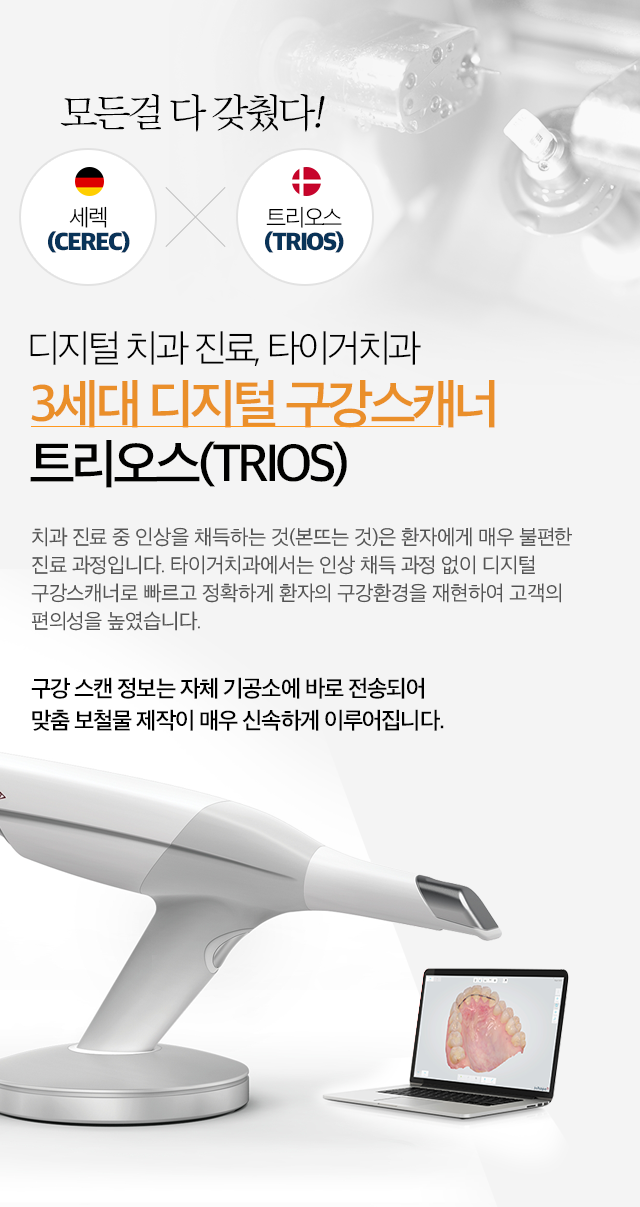 모든걸 다 갖췄다!
세렉
(CEREC)
트리오스
(TRIOS)
디지털 치과 진료, 타이거치과
3세대 디지털 구강스캐너
트리오스(TRIOS)
치과 진료 중 인상을 채득하는 것(본뜨는 것)은 환자에게 매우 불편한
진료 과정입니다. 타이거치과에서는 인상 채득 과정 없이 디지털
구강스캐너로 빠르고 정확하게 환자의 구강환경을 재현하여 고객의
편의성을 높였습니다.
구강 스캔 정보는 자체 기공소에 바로 전송되어
맞춤 보철물 제작이 매우 신속하게 이루어집니다.